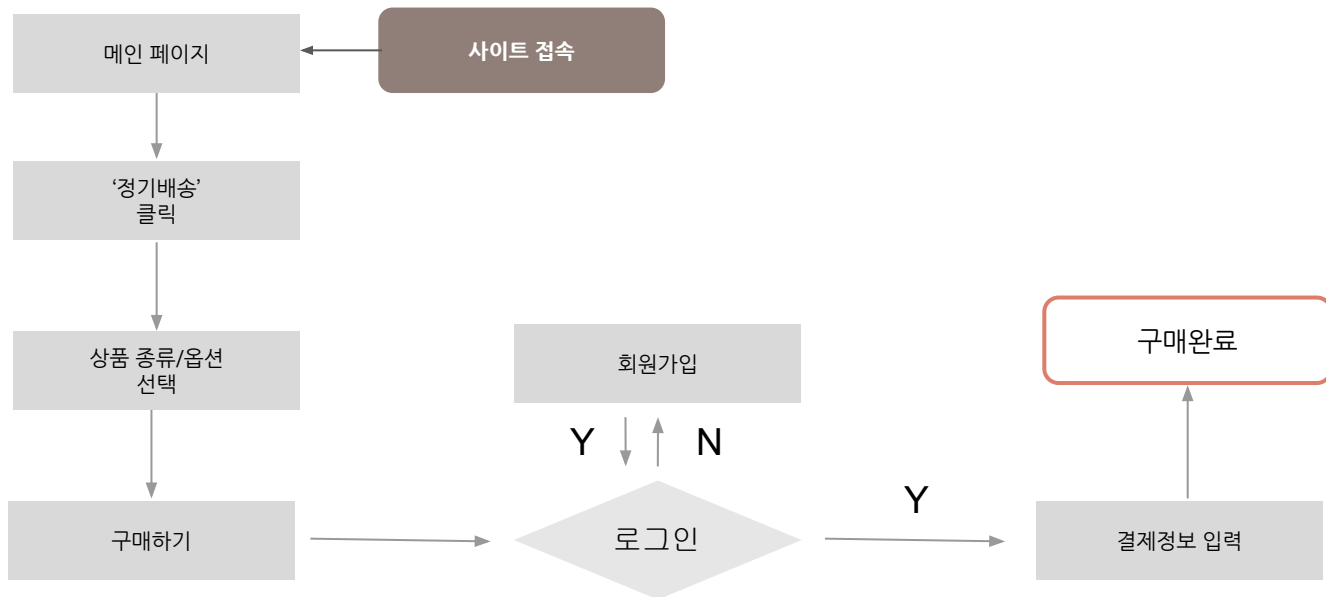 사이트 접속
메인 페이지
‘정기배송’
클릭
상품 종류/옵션
선택
구매하기
로그인
N
회원가입
Y
Y
결제정보 입력
구매완료